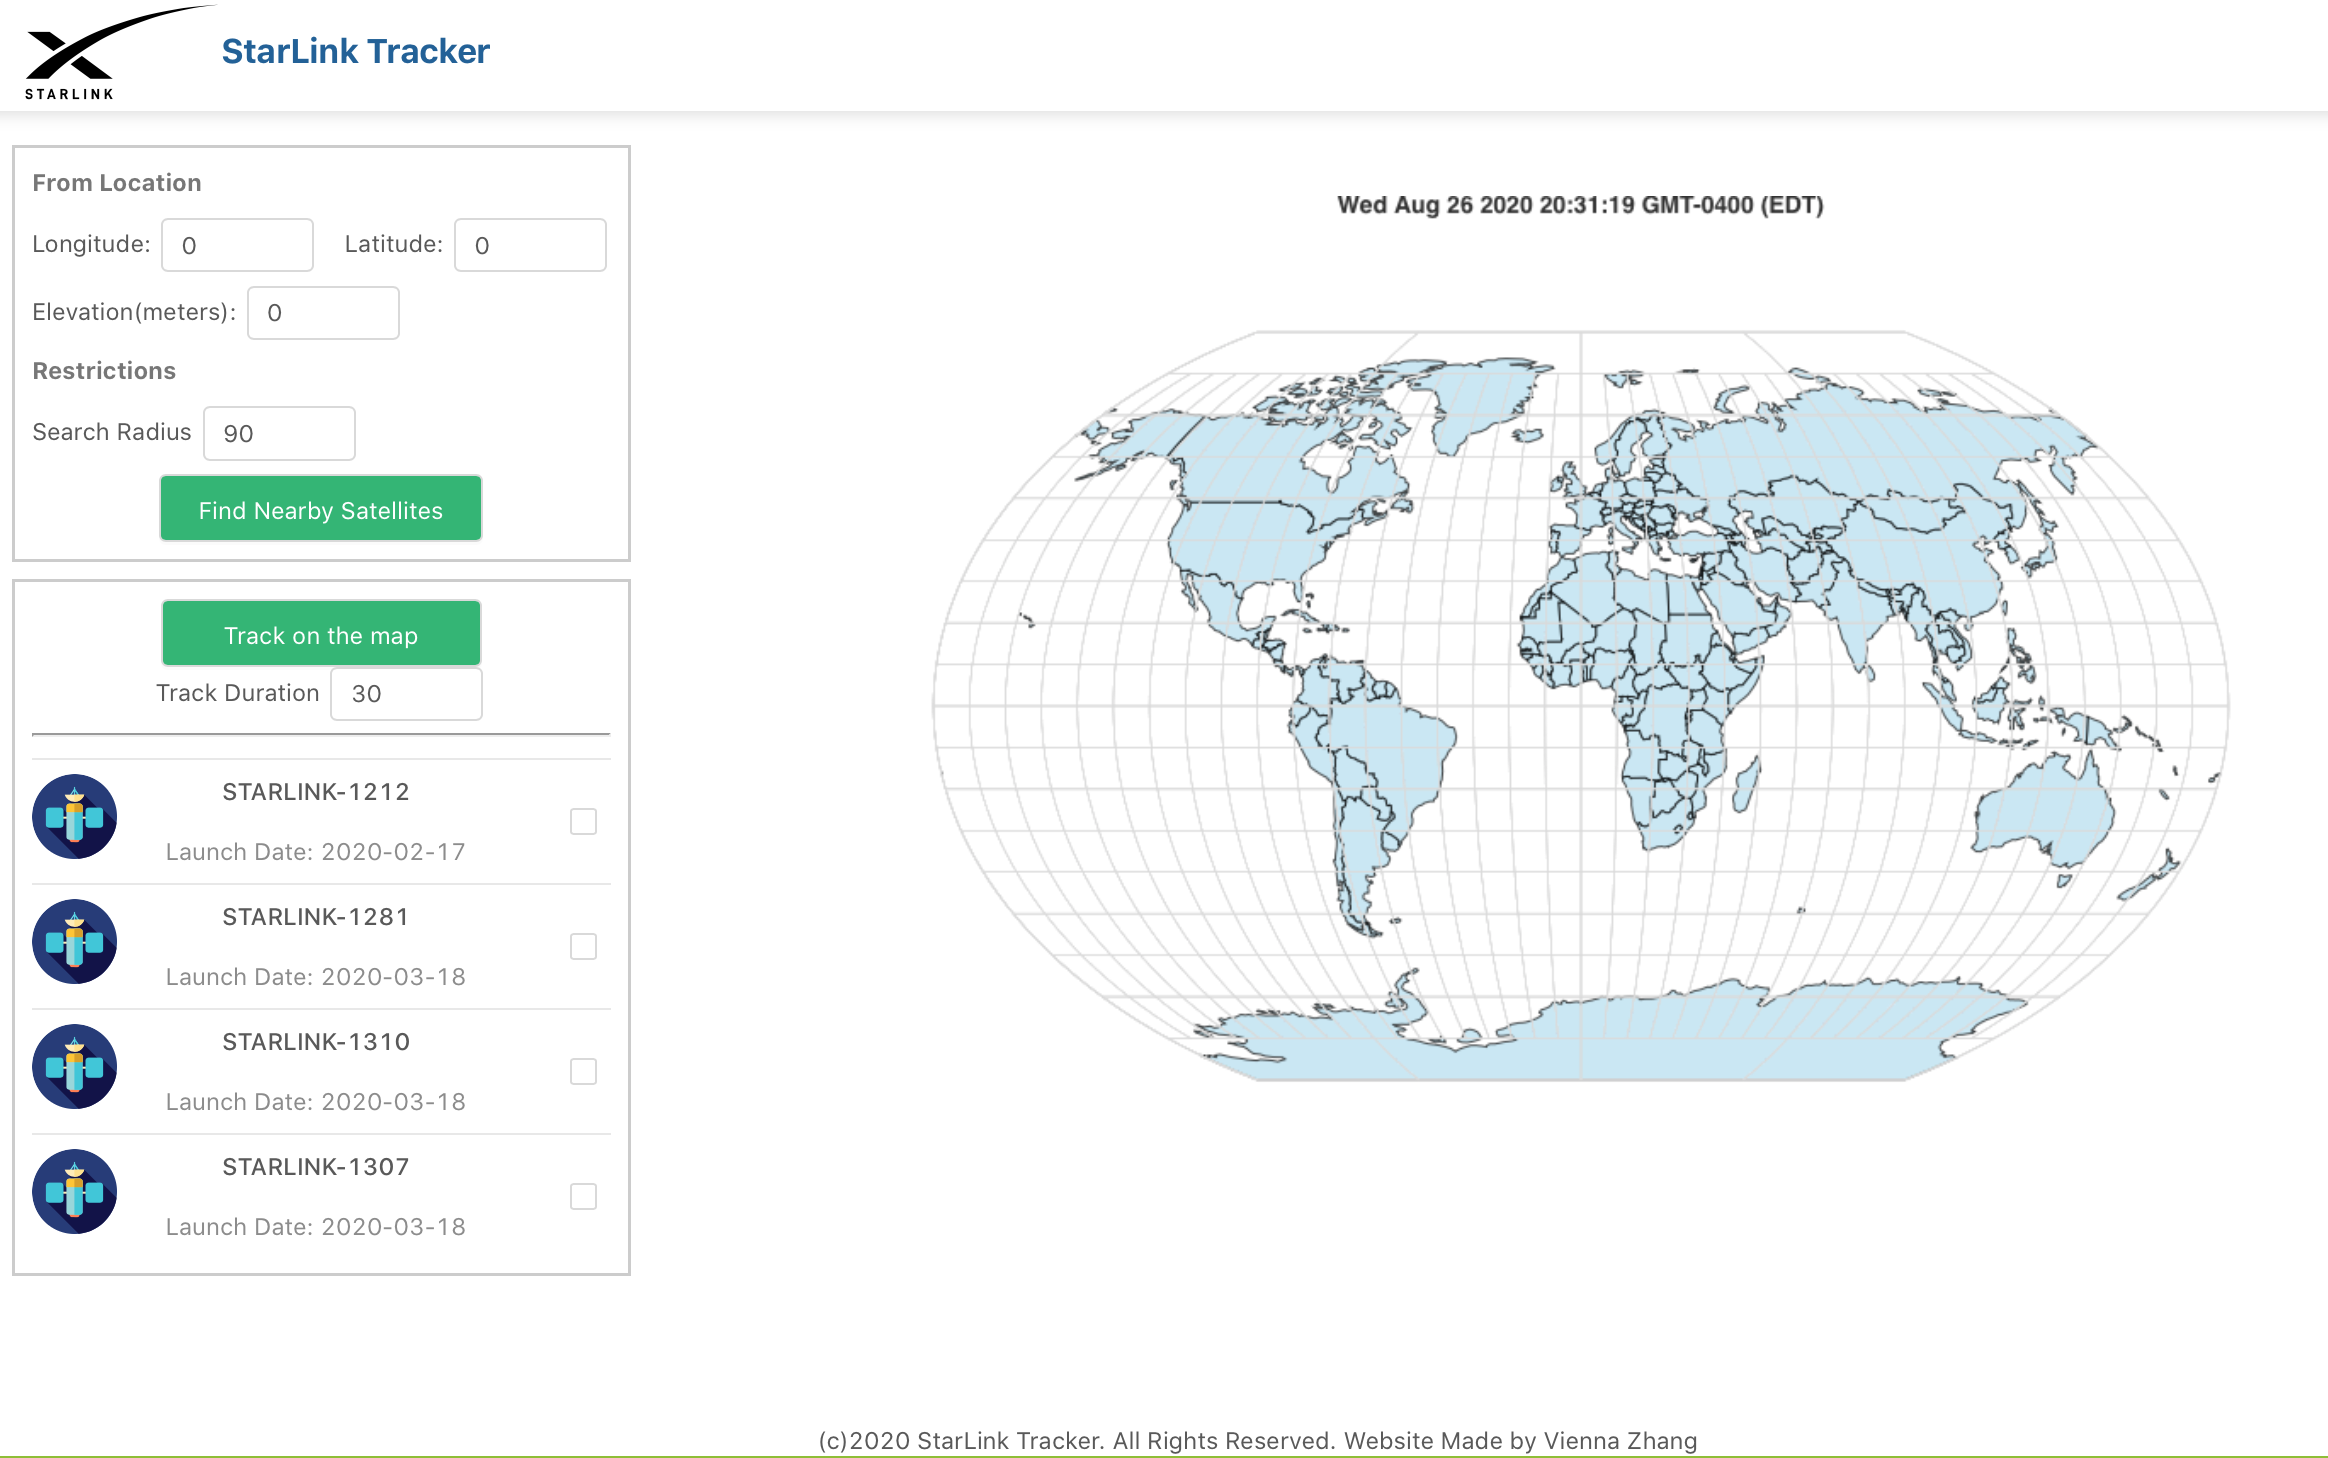 STARLINK
StarLink Tracker
From Location
Longitude: 0 Latitude: 0
Elevation(meters): 0
Restrictions
Search Radius 90
Find Nearby Satellites
Track on the map
Track Duration 30
STARLINK-1212
Launch Date: 2020-02-17
STARLINK-1281
Launch Date: 2020-03-18
STARLINK-1310
Launch Date: 2020-03-18
STARLINK-1307
Launch Date: 2020-03-18
Wed Aug 26 2020 20:31:19 GMT-0400 (EDT)
(c)2020 StarLink Tracker. All Rights Reserved. Website Made by Vienna Zhang